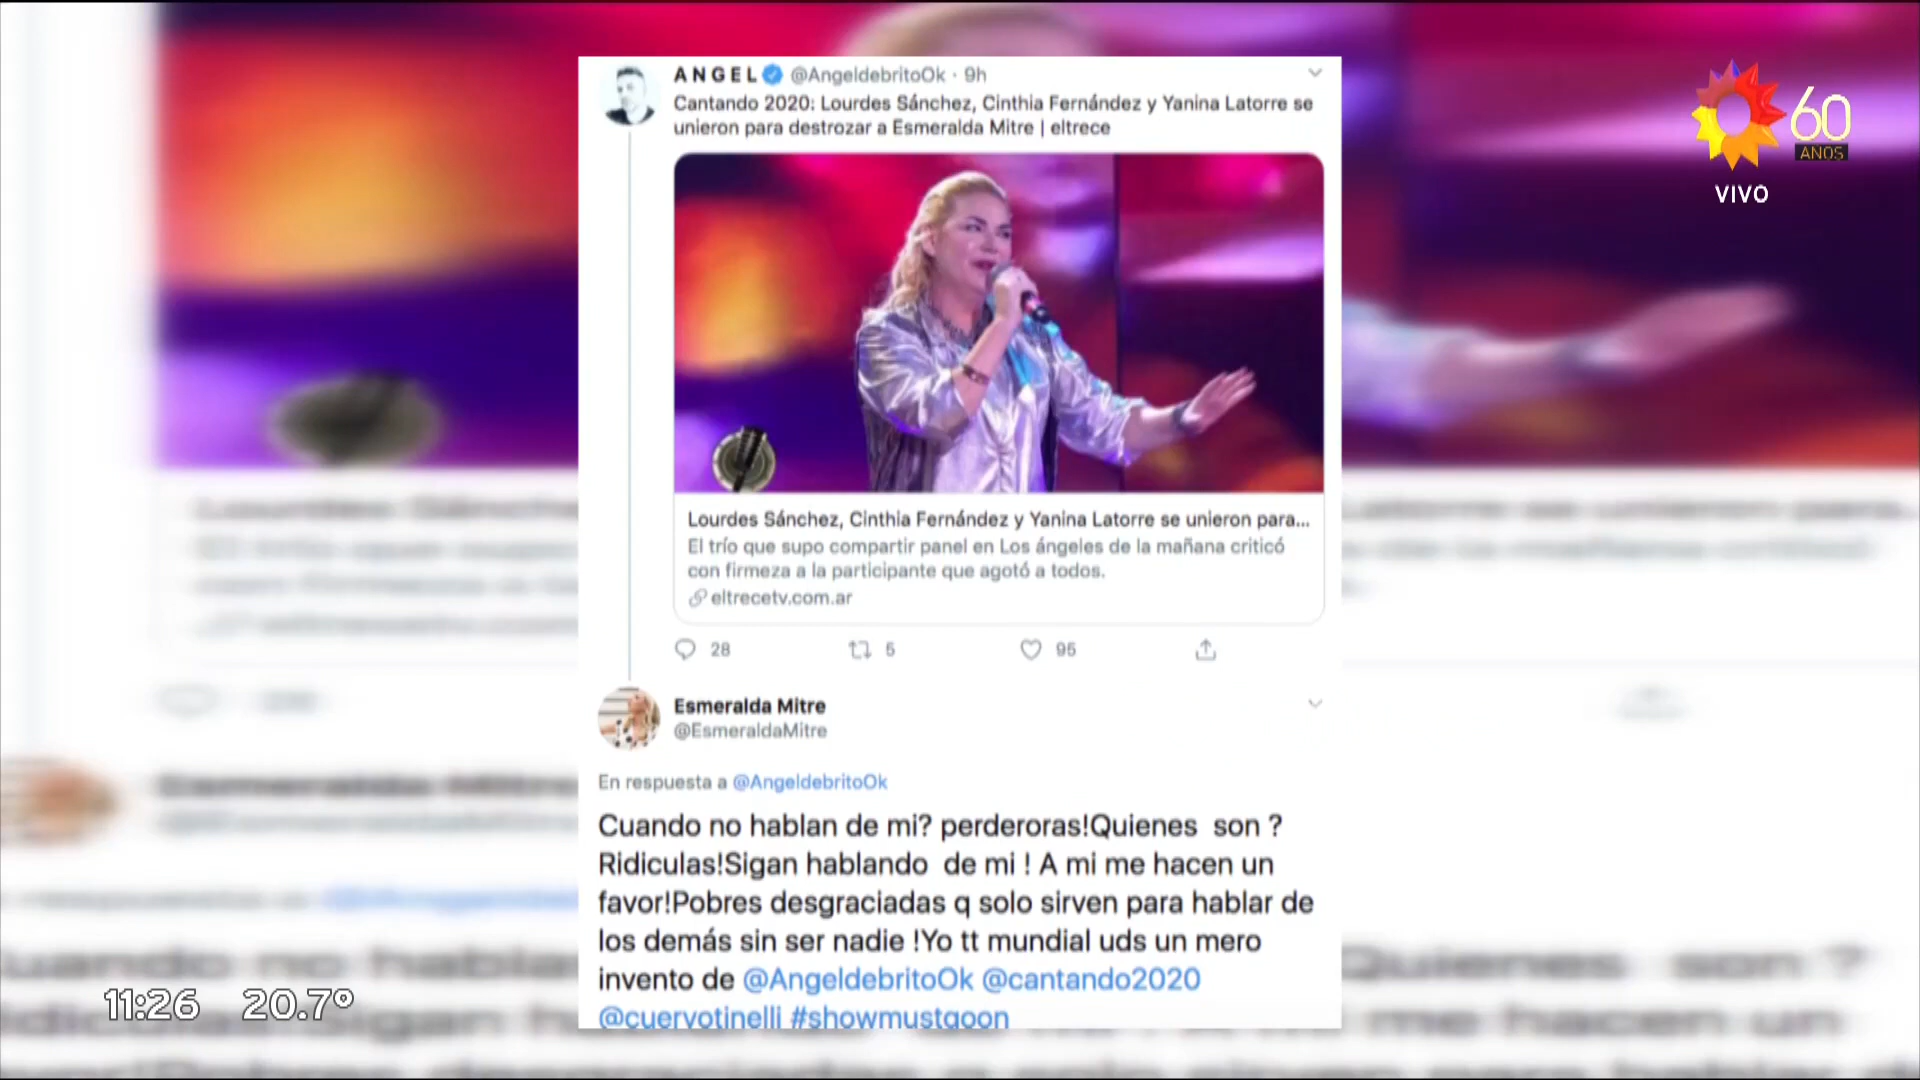 ANGEL @AngeldebritoOk · 9h
Cantando 2020: Lourdes Sánchez, Cinthia Fernández y Yanina Latorre se
unieron para destrozar a Esmeralda Mitre | eltrece
60
AÑOS
VIVO
Lourdes Sánchez, Cinthia Fernández y Yanina Latorre se unieron para...
El trío que supo compartir panel en Los ángeles de la mañana criticó
con firmeza a la participante que agotó a todos.
eltrecetv.com.ar
28 5 95
Esmeralda Mitre
@EsmeraldaMitre
En respuesta a @AngeldebritoOk
Cuando no hablan de mi? perderoras!Quienes son ?
Ridiculas!Sigan hablando de mi ! A mi me hacen un
favor!Pobres desgraciadas q solo sirven para hablar de
los demás sin ser nadie !Yo tt mundial uds un mero
invento de @AngeldebritoOk @cantando2020
@cuervotinelli #showmustgoon
11:26 20.7°